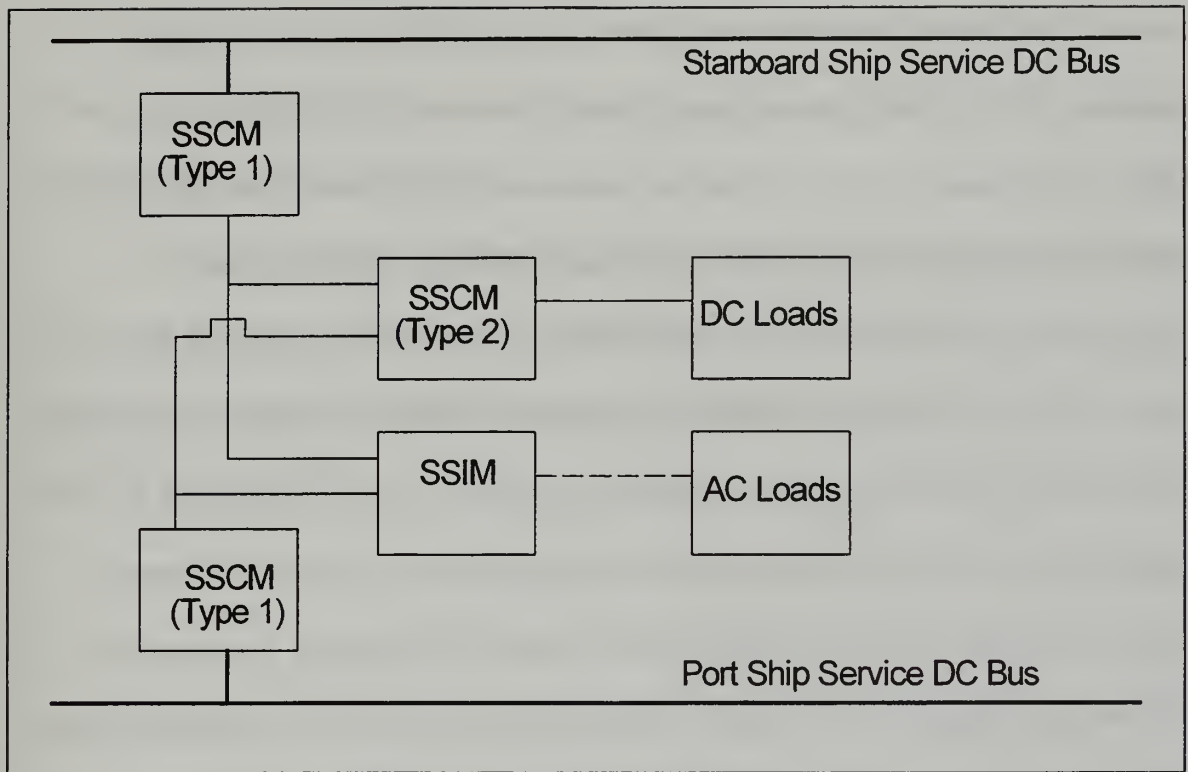 Starboard Ship Service DC Bus
SSCM
(Type 1)
SSCM
(Type 2)
DC Loads
SSIM
AC Loads
SSCM
(Type 1)
Port Ship Service DC Bus